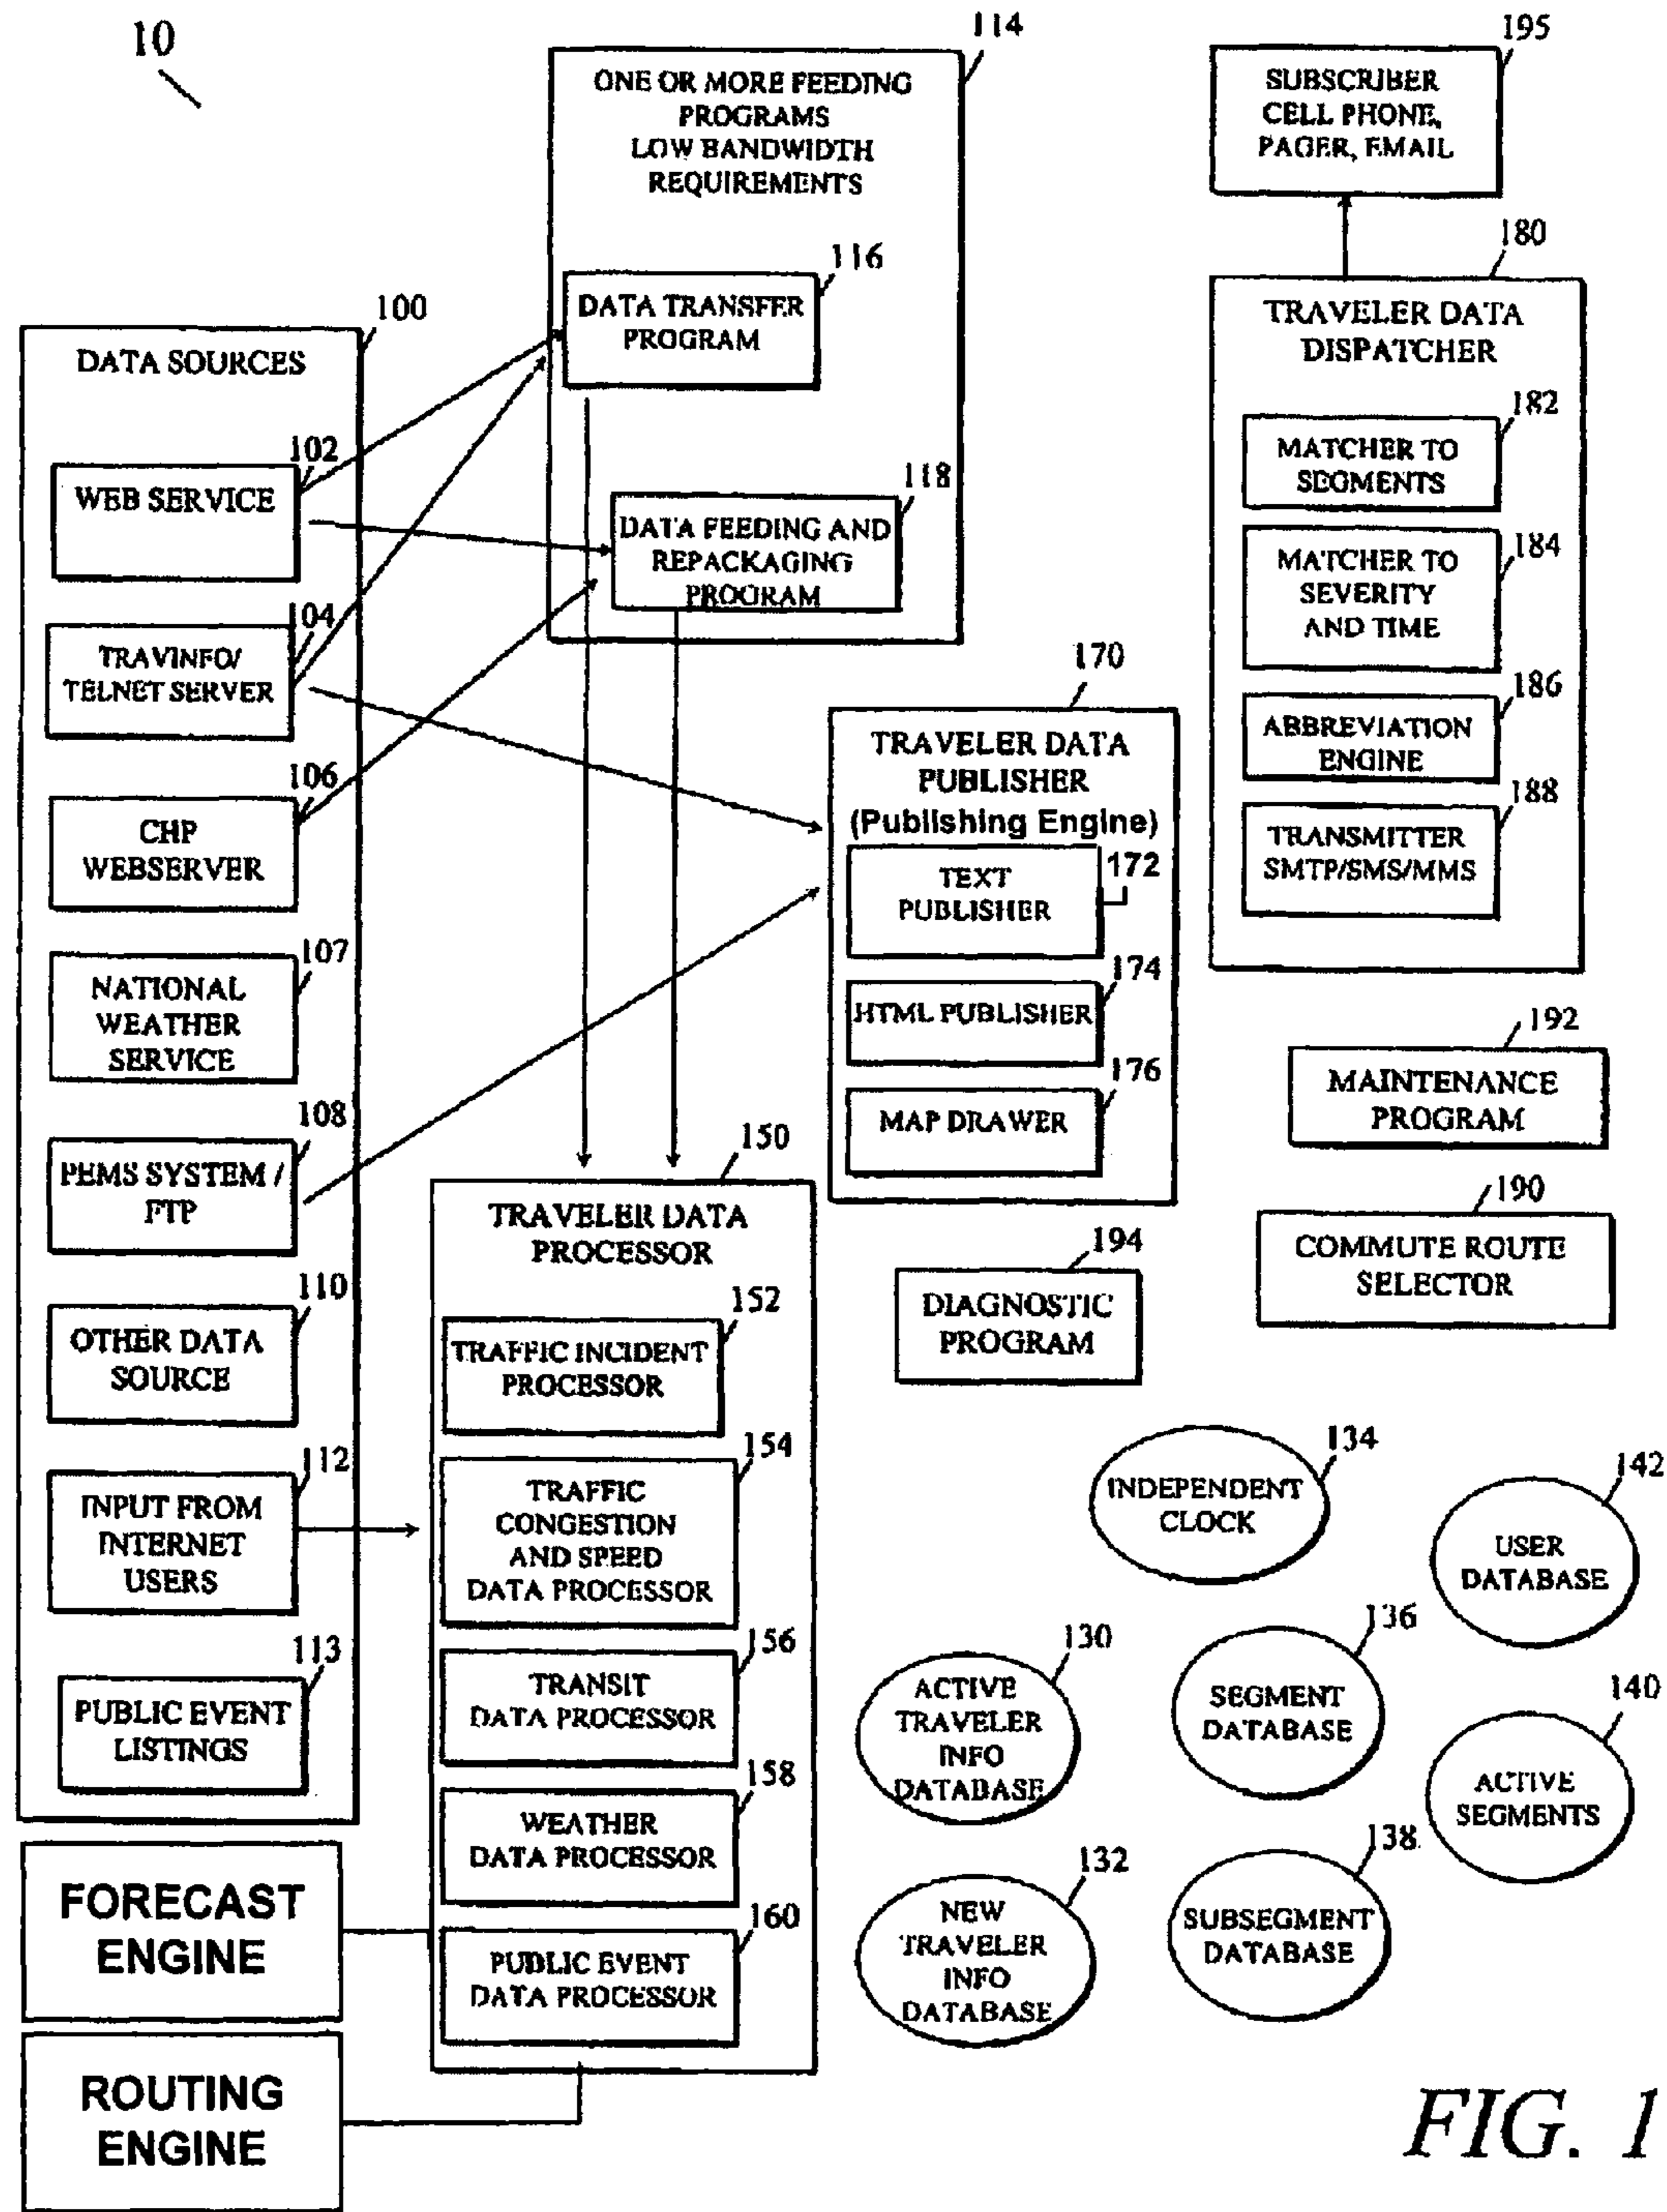 10
114
ONE OR MORE FEEDING
PROGRAMS
LOW BANDWIDTH
REQUIREMENTS
116
DATA TRANSFER
PROGRAM
118
DATA FEEDING AND
REPACKAGING
PROGRAM
195
SUBSCRIBER
CELL PHONE,
PAGER, EMAIL
180
TRAVELER DATA
DISPATCHER
182
MATCHER TO
SEGMENTS
184
MATCHER TO
SEVERITY
AND TIME
186
ABBREVIATION
ENGINE
188
TRANSMITTER
SMTP/SMS/MMS
100
DATA SOURCES
102
WEB SERVICE
104
TRAVINFO/
TELNET SERVER
106
CHP
WEBSERVER
107
NATIONAL
WEATHER
SERVICE
108
PEMS SYSTEM /
FTP
110
OTHER DATA
SOURCE
112
INPUT FROM
INTERNET
USERS
113
PUBLIC EVENT
LISTINGS
170
TRAVELER DATA
PUBLISHER
(Publishing Engine)
172
TEXT
PUBLISHER
174
HTML PUBLISHER
176
MAP DRAWER
192
MAINTENANCE
PROGRAM
190
COMMUTE ROUTE
SELECTOR
194
DIAGNOSTIC
PROGRAM
150
TRAVELER DATA
PROCESSOR
152
TRAFFIC INCIDENT
PROCESSOR
154
TRAFFIC
CONGESTION
AND SPEED
DATA PROCESSOR
156
TRANSIT
DATA PROCESSOR
158
WEATHER
DATA PROCESSOR
160
PUBLIC EVENT
DATA PROCESSOR
134
INDEPENDENT
CLOCK
142
USER
DATABASE
130
ACTIVE
TRAVELER
INFO
DATABASE
136
SEGMENT
DATABASE
140
ACTIVE
SEGMENTS
132
NEW
TRAVELER
INFO
DATABASE
138
SUBSEGMENT
DATABASE
FORECAST
ENGINE
ROUTING
ENGINE
FIG. 1